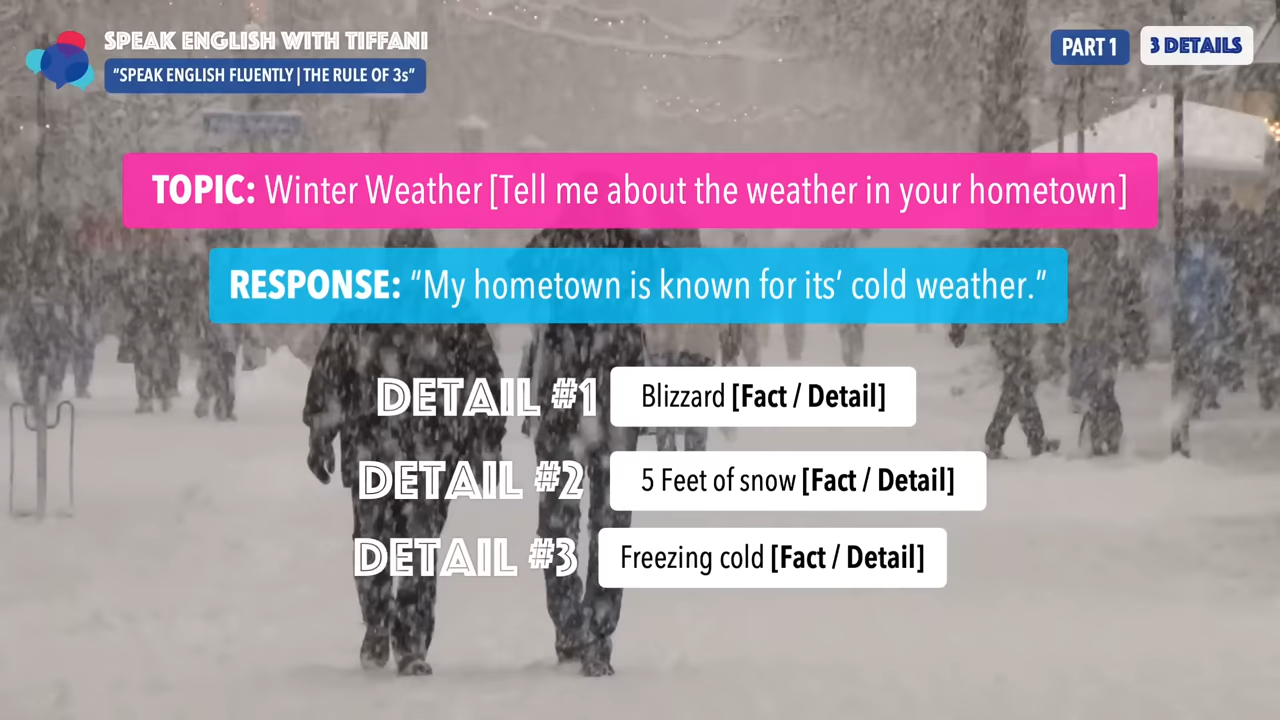 SPEAK ENGLISH WITH TIFFANI
“SPEAK ENGLISH FLUENTLY | THE RULE OF 3s”
PART 1
3 DETAILS
TOPIC: Winter Weather [Tell me about the weather in your hometown]
RESPONSE: “My hometown is known for its’ cold weather.”
DETAIL #1 Blizzard [Fact / Detail]
DETAIL #2 5 Feet of snow [Fact / Detail]
DETAIL #3 Freezing cold [Fact / Detail]